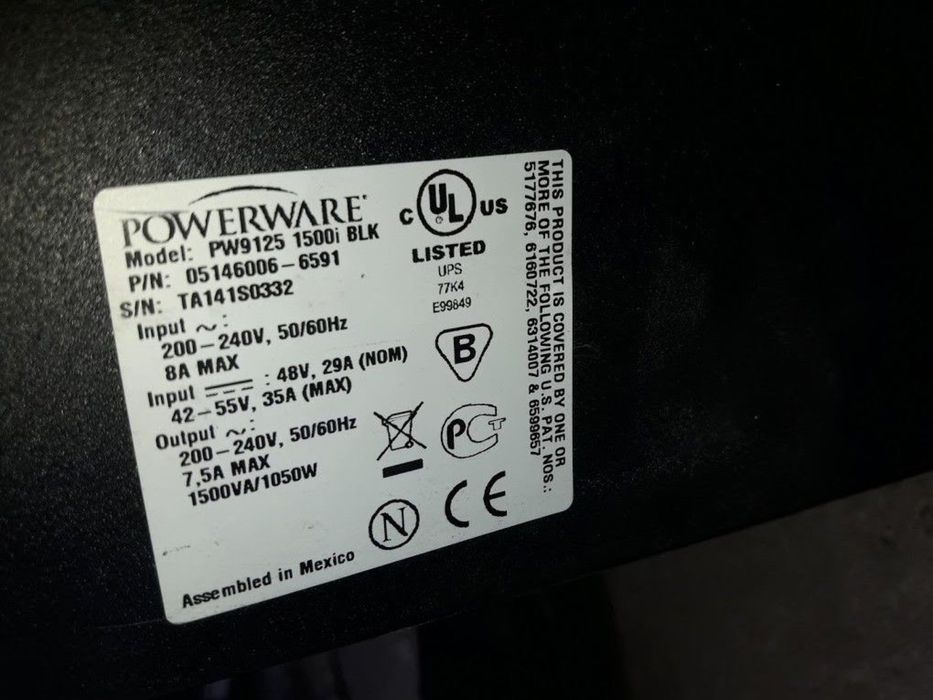 POWERWARE
Model: PW9125 1500i BLK
P/N: 05146006-6591
S/N: TA141S0332
Input ~:
200-240V, 50/60Hz
8A MAX
Input ⎓: 48V, 29A (NOM)
42-55V, 35A (MAX)
Output ~:
200-240V, 50/60Hz
7,5A MAX
1500VA/1050W
Assembled in Mexico
C UL US
LISTED
UPS
77K4
E99849
B
PCT
N
CE
THIS PRODUCT IS COVERED BY ONE OR
MORE OF THE FOLLOWING U.S. PAT. NOS.:
5177676, 6160722, 6314007 & 6599657